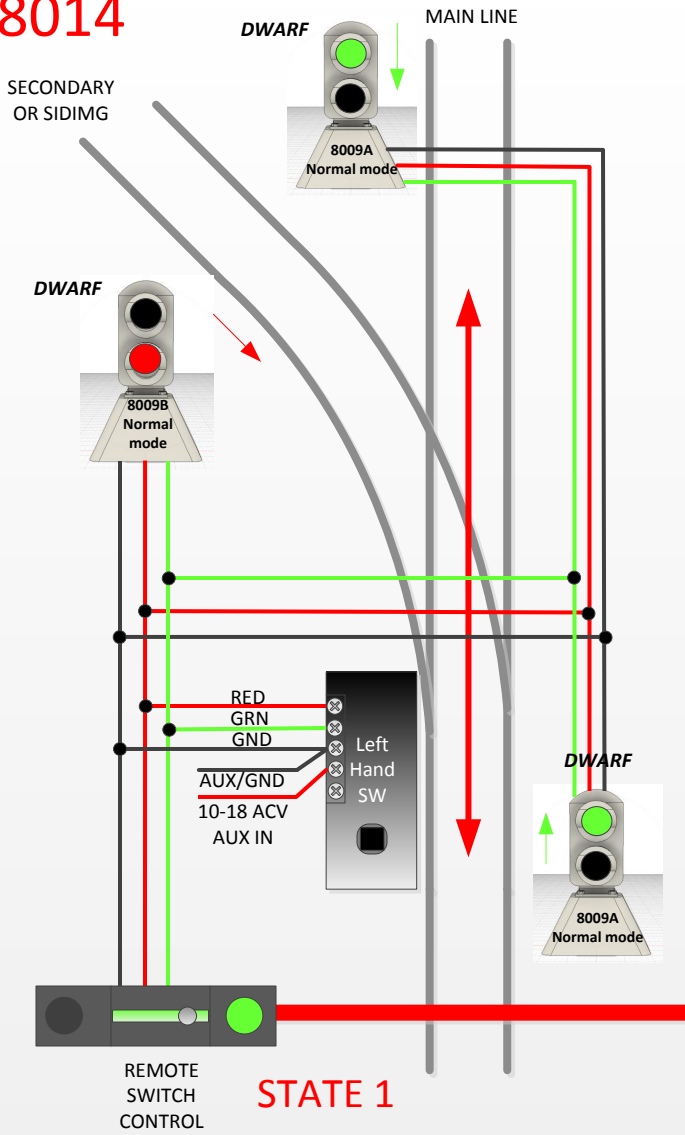 8014
DWARF
MAIN LINE
SECONDARY
OR SIDIMG
8009A
Normal mode
DWARF
8009B
Normal
mode
RED
GRN
GND
AUX/GND
10-18 ACV
AUX IN
Left
Hand
SW
DWARF
8009A
Normal mode
REMOTE
SWITCH
CONTROL
STATE 1